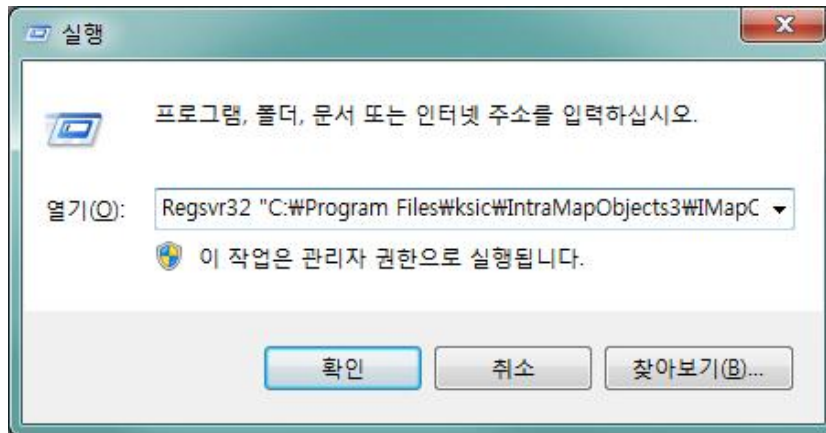 실행
프로그램, 폴더, 문서 또는 인터넷 주소를 입력하십시오.
열기(O): Regsvr32 "C:₩Program Files₩ksic₩IntraMapObjects3₩IMapC
이 작업은 관리자 권한으로 실행됩니다.
확인 취소 찾아보기(B)...